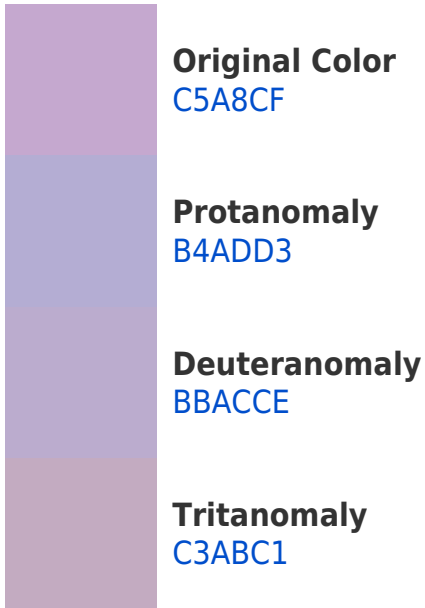 Original Color
C5A8CF
Protanomaly
B4ADD3
Deuteranomaly
BBACCE
Tritanomaly
C3ABC1